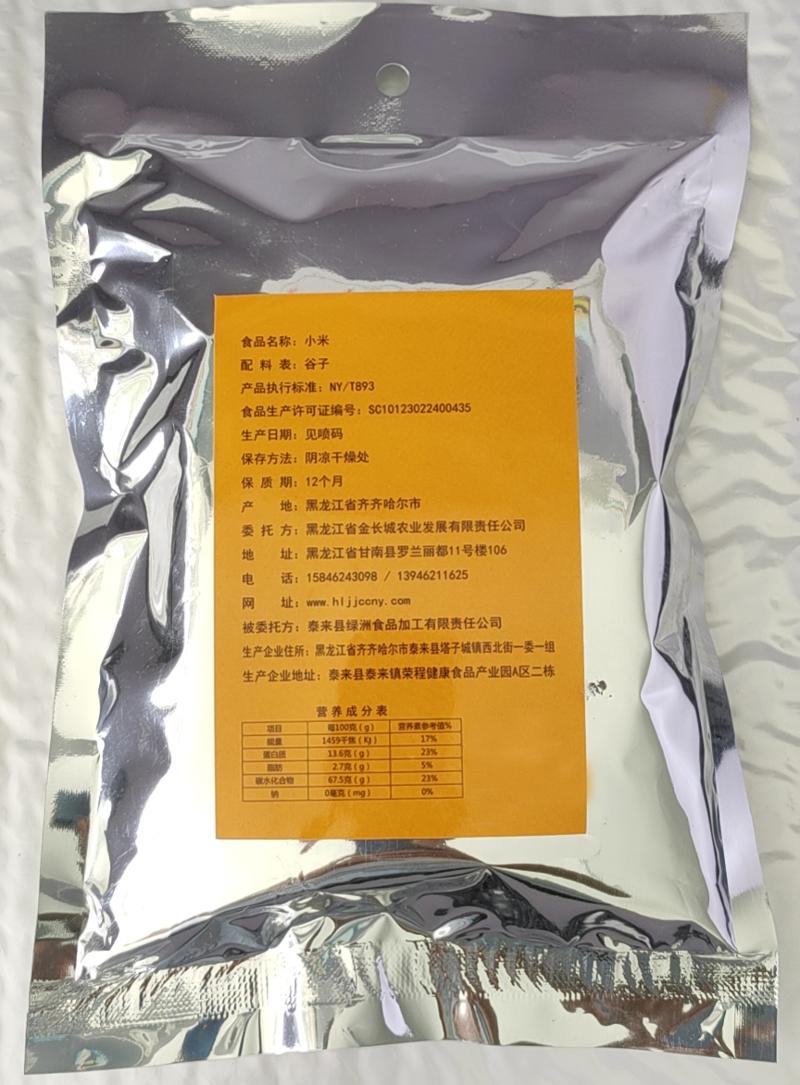 食品名称：小米
配 料 表：谷子
产品执行标准：NY/T893
食品生产许可证编号：SC10123022400435
生产日期：见喷码
保存方法：阴凉干燥处
保 质 期：12个月
产 地：黑龙江省齐齐哈尔市
委 托 方：黑龙江省金长城农业发展有限责任公司
地 址：黑龙江省甘南县罗兰丽都11号楼106
电 话：15846243098 / 13946211625
网 址：www.hljjccny.com
被委托方：泰来县绿洲食品加工有限责任公司
生产企业住所：黑龙江省齐齐哈尔市泰来县塔子城镇西北街一委一组
生产企业地址：泰来县泰来镇荣程健康食品产业园A区二栋
营养成分表
项目 每100克（g） 营养素参考值%
能量 1459千焦（Kj） 17%
蛋白质 13.6克（g） 23%
脂肪 2.7克（g） 5%
碳水化合物 67.5克（g） 23%
钠 0毫克（mg） 0%